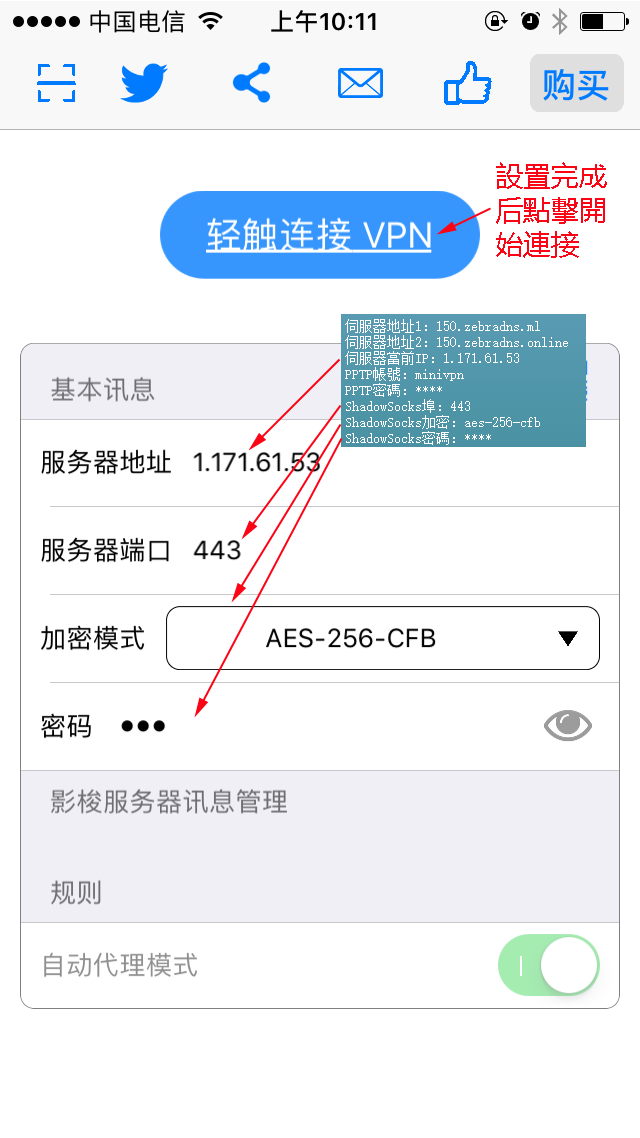 中国电信
上午10:11
购买
設置完成
后點擊開
始連接
轻触连接 VPN
伺服器地址1: 150.zebradns.ml
伺服器地址2: 150.zebradns.online
伺服器當前IP: 1.171.61.53
PPTP帳號: minivpn
PPTP密碼: ****
ShadowSocks埠: 443
ShadowSocks加密: aes-256-cfb
ShadowSocks密碼: ****
基本讯息
服务器地址 1.171.61.53
服务器端口 443
加密模式 AES-256-CFB
密码 •••
影梭服务器讯息管理
规则
自动代理模式